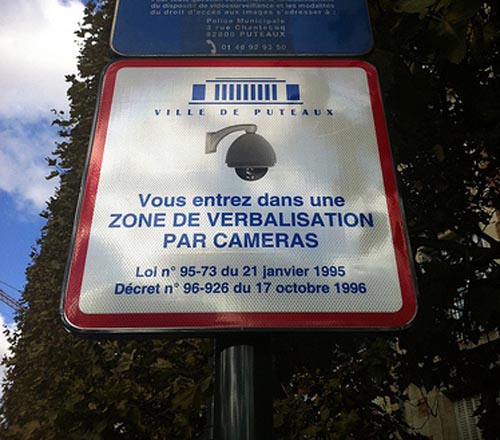 du dispositif de vidéosurveillance et les modalités
du droit d'accès aux images s'adresser à :
Police Municipale
3 rue Chantecoq
92800 PUTEAUX
01 46 92 93 50
VILLE DE PUTEAUX
Vous entrez dans une
ZONE DE VERBALISATION
PAR CAMERAS
Loi n° 95-73 du 21 janvier 1995
Décret n° 96-926 du 17 octobre 1996